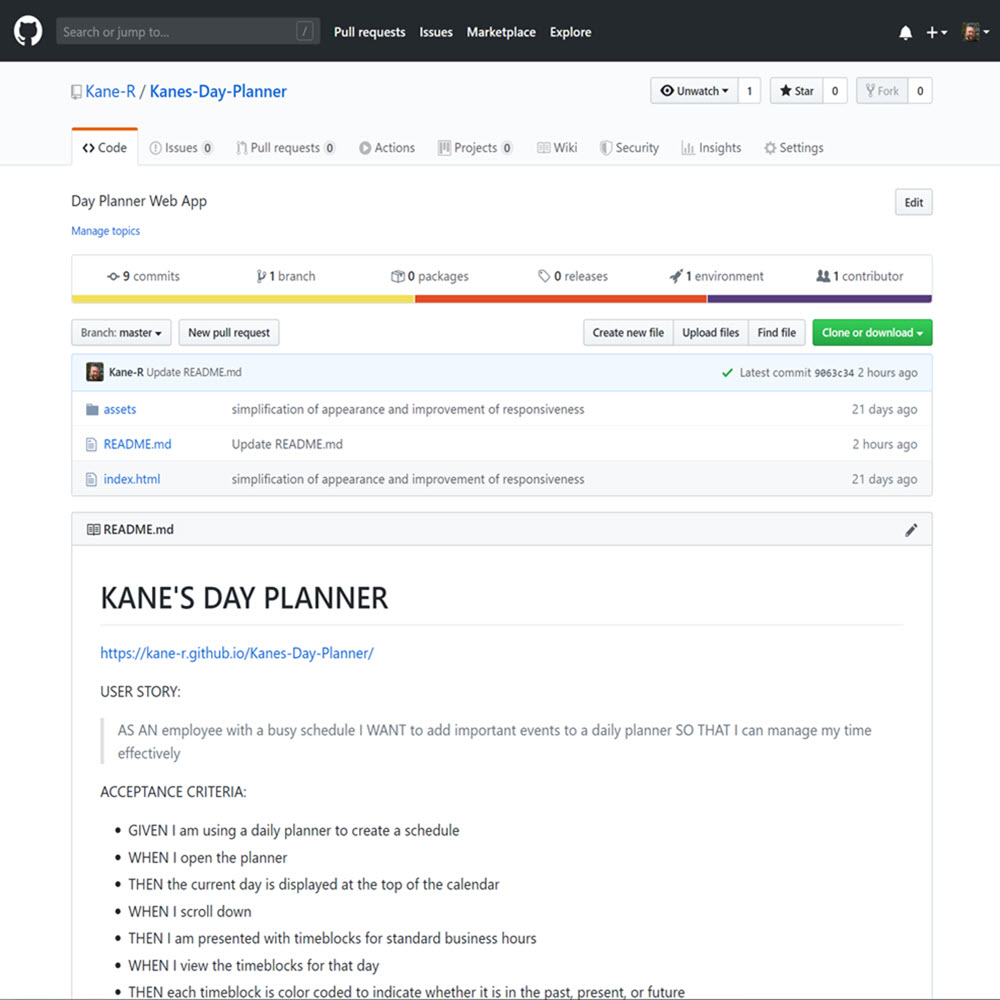 Search or jump to... /
Pull requests Issues Marketplace Explore
Kane-R / Kanes-Day-Planner
Unwatch 1 Star 0 Fork 0
Code Issues 0 Pull requests 0 Actions Projects 0 Wiki Security Insights Settings
Day Planner Web App
Edit
Manage topics
9 commits 1 branch 0 packages 0 releases 1 environment 1 contributor
Branch: master New pull request Create new file Upload files Find file Clone or download
Kane-R Update README.md Latest commit 9063c34 2 hours ago
assets simplification of appearance and improvement of responsiveness 21 days ago
README.md Update README.md 2 hours ago
index.html simplification of appearance and improvement of responsiveness 21 days ago
README.md
KANE'S DAY PLANNER
https://kane-r.github.io/Kanes-Day-Planner/
USER STORY:
AS AN employee with a busy schedule I WANT to add important events to a daily planner SO THAT I can manage my time
effectively
ACCEPTANCE CRITERIA:
• GIVEN I am using a daily planner to create a schedule
• WHEN I open the planner
• THEN the current day is displayed at the top of the calendar
• WHEN I scroll down
• THEN I am presented with timeblocks for standard business hours
• WHEN I view the timeblocks for that day
• THEN each timeblock is color coded to indicate whether it is in the past, present, or future